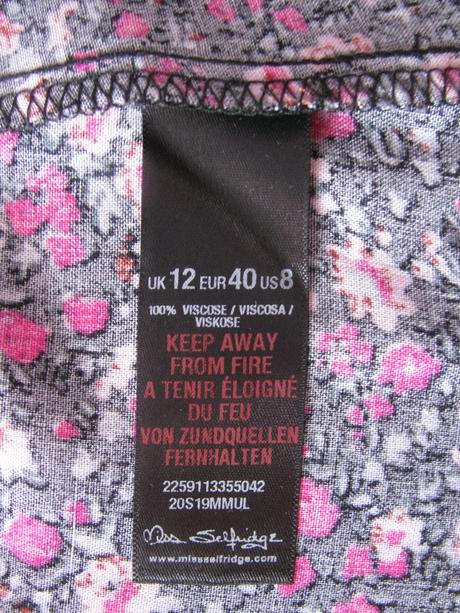 UK 12 EUR 40 US 8
100% VISCOSE / VISCOSA /
VISKOSE
KEEP AWAY
FROM FIRE
A TENIR ÉLOIGNÉ
DU FEU
VON ZUNDQUELLEN
FERNHALTEN
2259113355042
20S19MMUL
Miss Selfridge
www.missselfridge.com